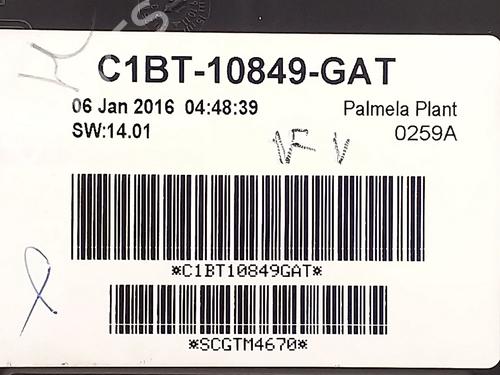 C1BT-10849-GAT
06 Jan 2016 04:48:39 Palmela Plant
SW:14.01 0259A
*C1BT10849GAT*
*SCGTM4670*